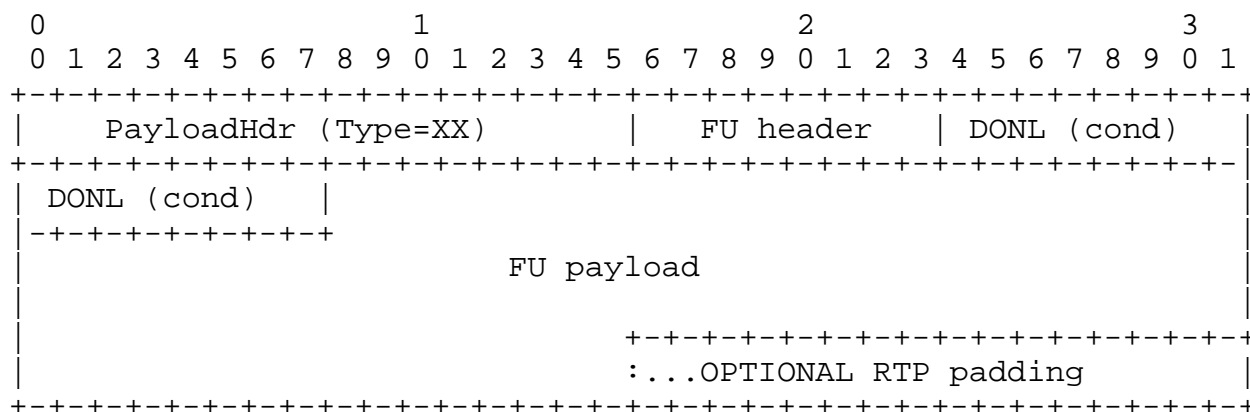 0                   1                   2                   3
 0 1 2 3 4 5 6 7 8 9 0 1 2 3 4 5 6 7 8 9 0 1 2 3 4 5 6 7 8 9 0 1
+-+-+-+-+-+-+-+-+-+-+-+-+-+-+-+-+-+-+-+-+-+-+-+-+-+-+-+-+-+-+-+-+
|    PayloadHdr (Type=XX)       |   FU header   | DONL (cond)   |
+-+-+-+-+-+-+-+-+-+-+-+-+-+-+-+-+-+-+-+-+-+-+-+-+-+-+-+-+-+-+-+-|
| DONL (cond)   |                                               |
|-+-+-+-+-+-+-+-+                                               |
|                         FU payload                            |
|                                                               |
|                               +-+-+-+-+-+-+-+-+-+-+-+-+-+-+-+-+
|                               :...OPTIONAL RTP padding        |
+-+-+-+-+-+-+-+-+-+-+-+-+-+-+-+-+-+-+-+-+-+-+-+-+-+-+-+-+-+-+-+-+